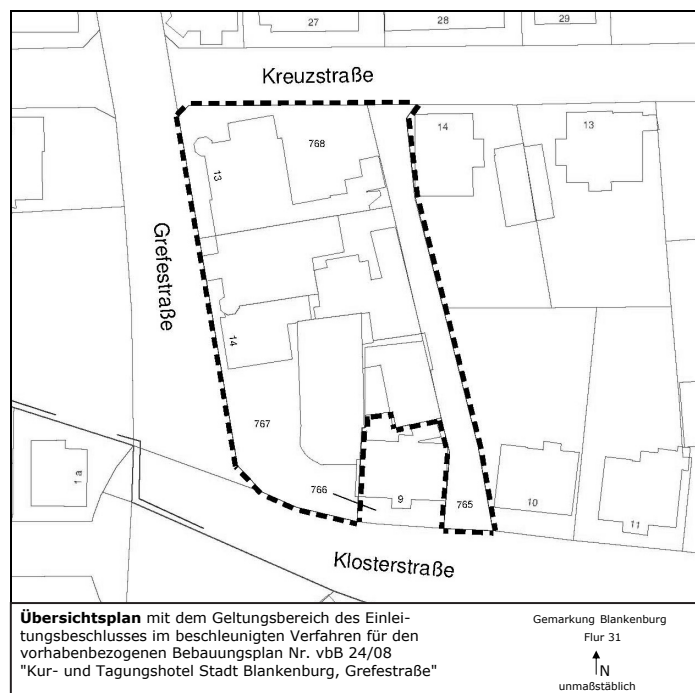 27
28
29
Kreuzstraße
768
14
13
13
Grefestraße
14
767
1a
766
9
765
10
11
Klosterstraße
Übersichtsplan mit dem Geltungsbereich des Einlei-
tungsbeschlusses im beschleunigten Verfahren für den
vorhabenbezogenen Bebauungsplan Nr. vbB 24/08
"Kur- und Tagungshotel Stadt Blankenburg, Grefestraße"
Gemarkung Blankenburg
Flur 31
N
unmaßstäblich